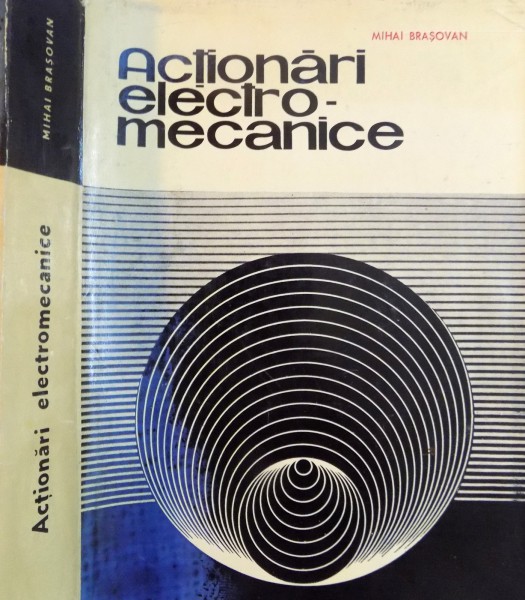 MIHAI BRAȘOVAN
Acționări
electro-
mecanice
MIHAI BRAȘOVAN
Acționări electromecanice